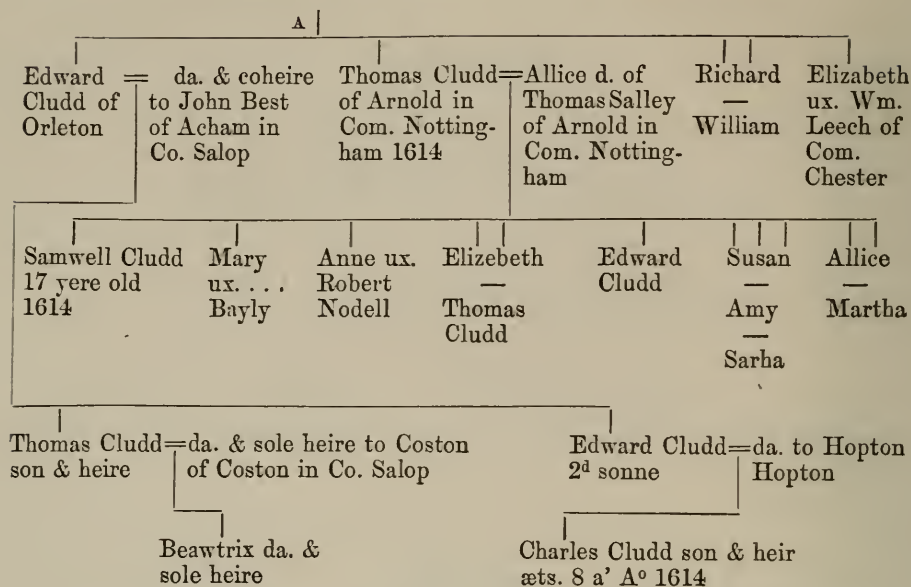 A
Edward = da. & coheire
Cludd of to John Best
Orleton of Acham in
Co. Salop
Thomas Cludd=Allice d. of
of Arnold in Thomas Salley
Com. Notting- of Arnold in
ham 1614 Com. Notting-
ham
Richard
—
William
Elizabeth
ux. Wm.
Leech of
Com.
Chester
Samwell Cludd
17 yere old
1614
Mary
ux. . . .
Bayly
Anne ux.
Robert
Nodell
Elizebeth
—
Thomas
Cludd
Edward
Cludd
Susan
—
Amy
—
Sarha
Allice
—
Martha
Thomas Cludd=da. & sole heire to Coston
son & heire of Coston in Co. Salop
Edward Cludd=da. to Hopton
2d sonne Hopton
Beawtrix da. &
sole heire
Charles Cludd son & heir
æts. 8 a' Ao 1614